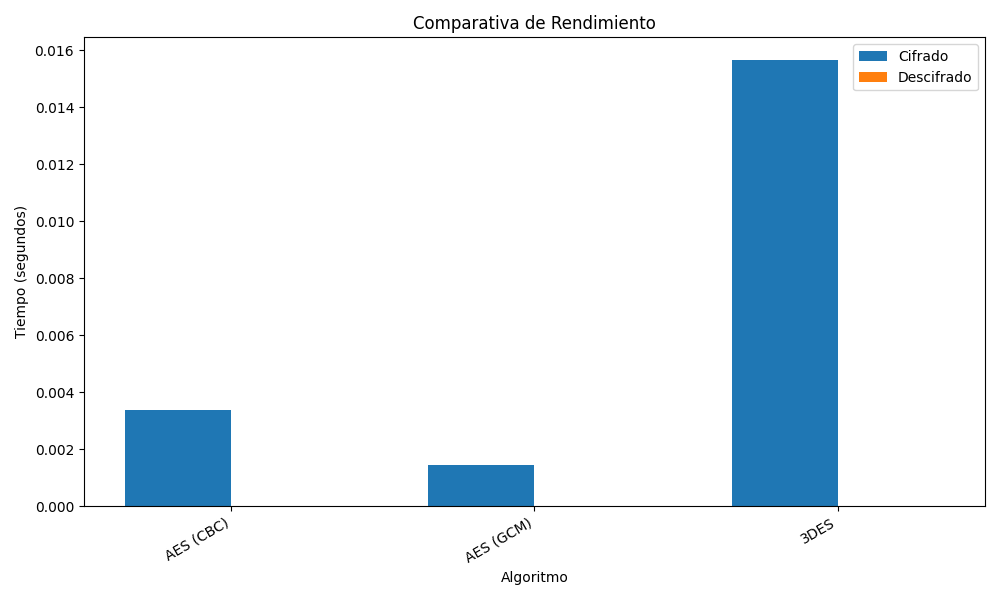 Comparativa de Rendimiento
Cifrado
Descifrado
Tiempo (segundos)
0.016
0.014
0.012
0.010
0.008
0.006
0.004
0.002
0.000
AES (CBC)
AES (GCM)
3DES
Algoritmo